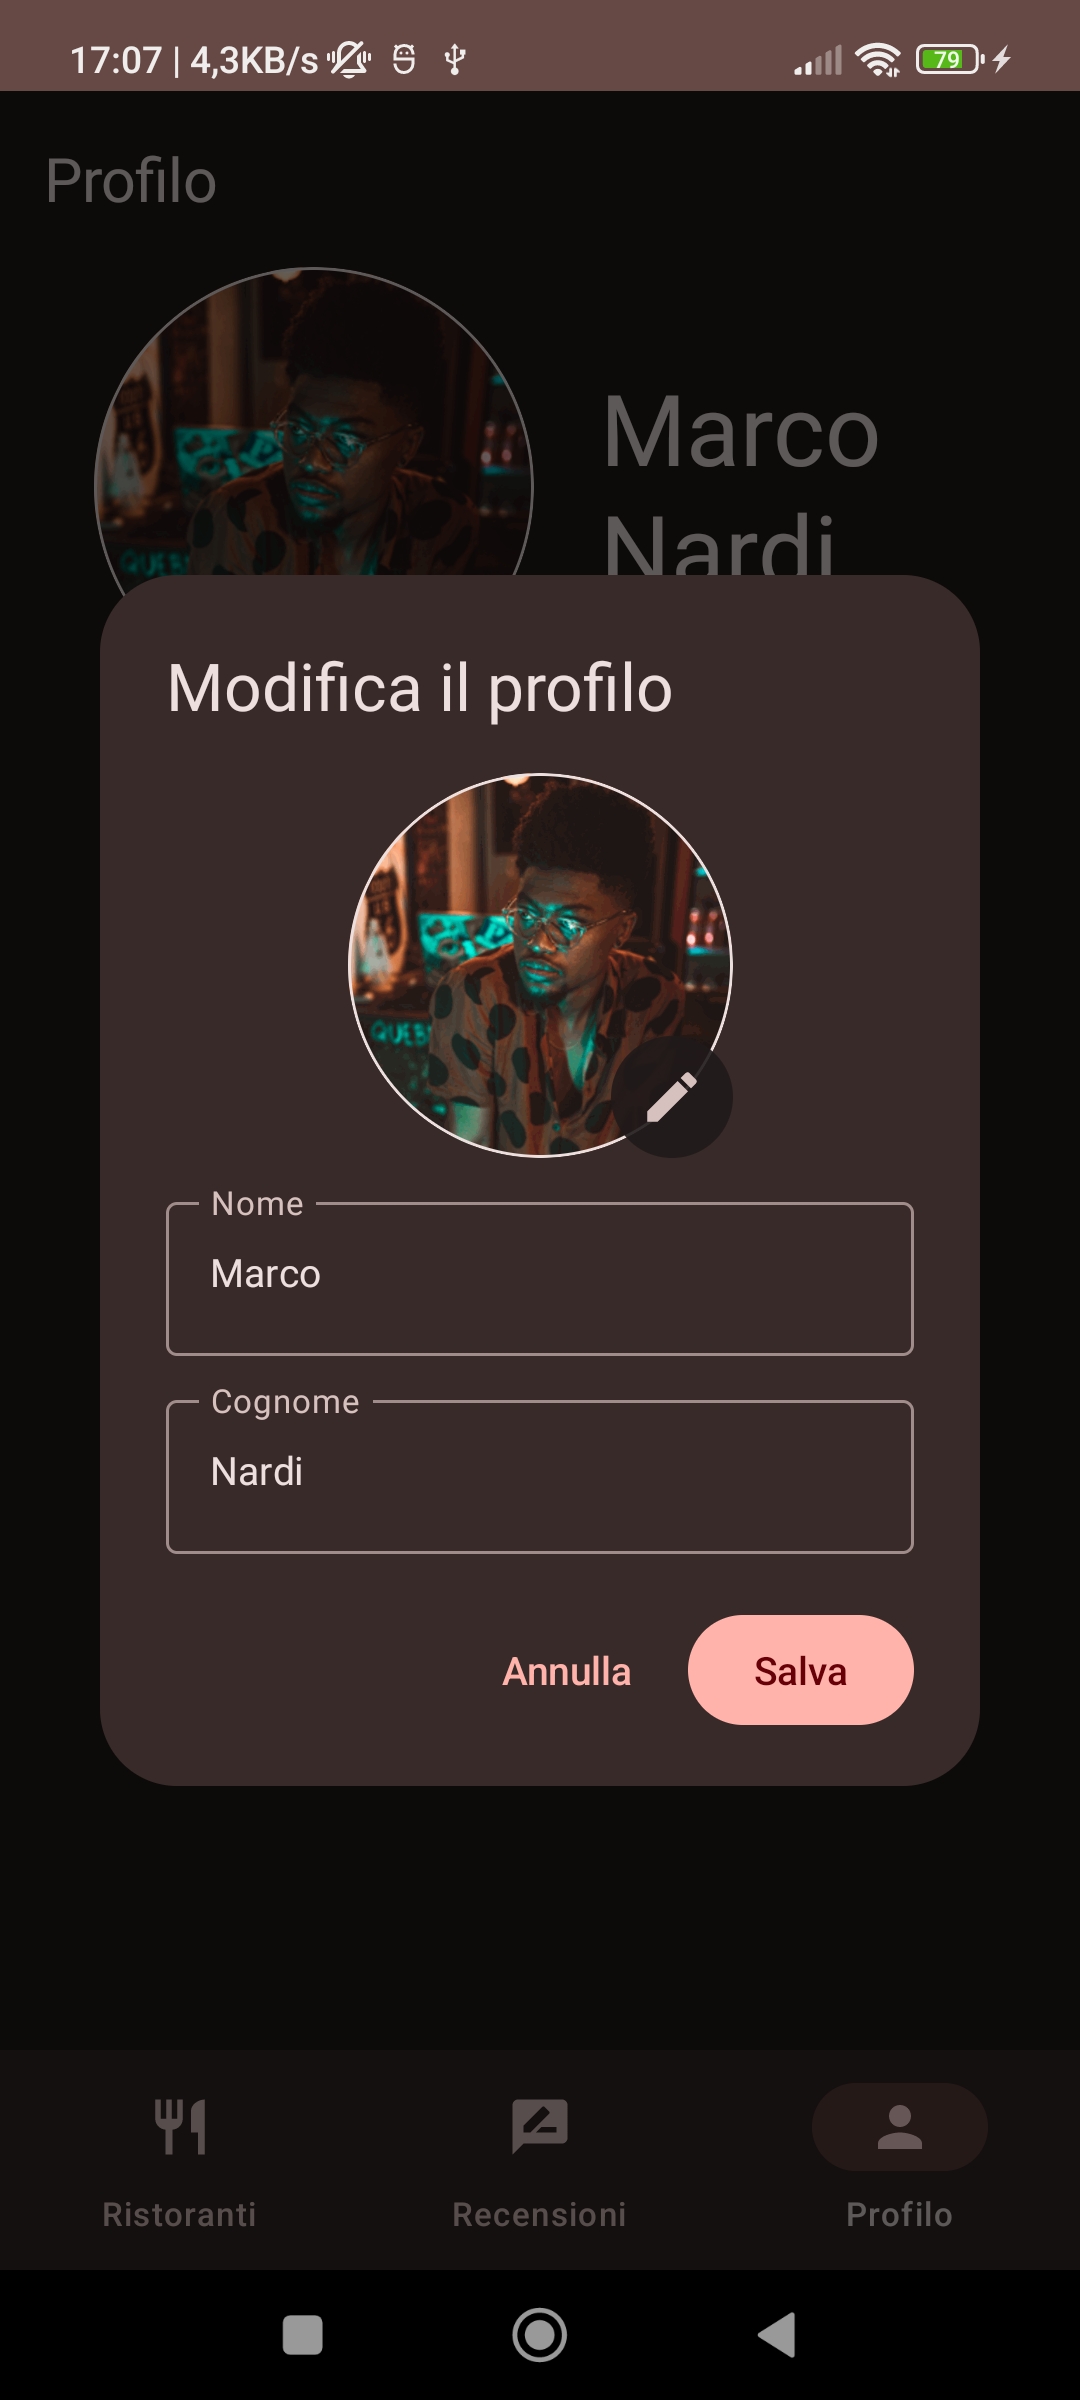 17:07 | 4,3KB/s
79
Profilo
Marco
Nardi
Modifica il profilo
Nome
Marco
Cognome
Nardi
Annulla
Salva
Ristoranti
Recensioni
Profilo